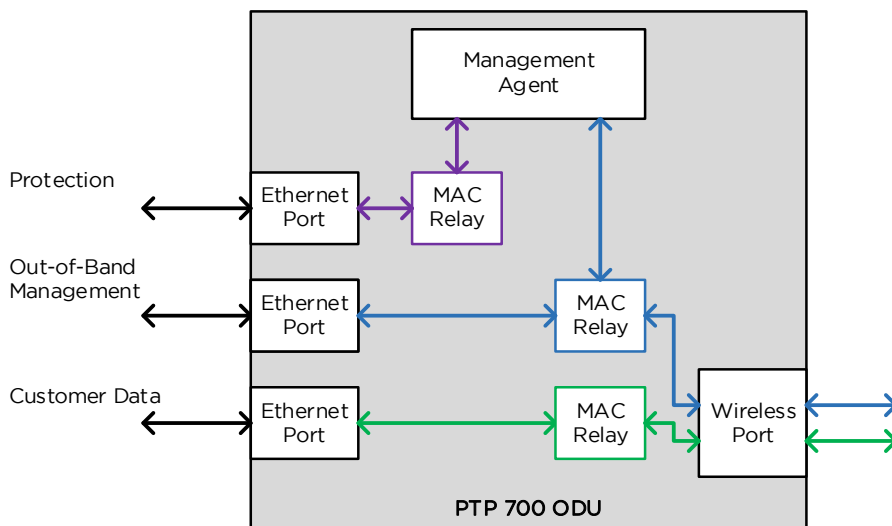 Management
Agent
Protection
Ethernet
Port
MAC
Relay
Out-of-Band
Management
Ethernet
Port
MAC
Relay
Customer Data
Ethernet
Port
MAC
Relay
Wireless
Port
PTP 700 ODU